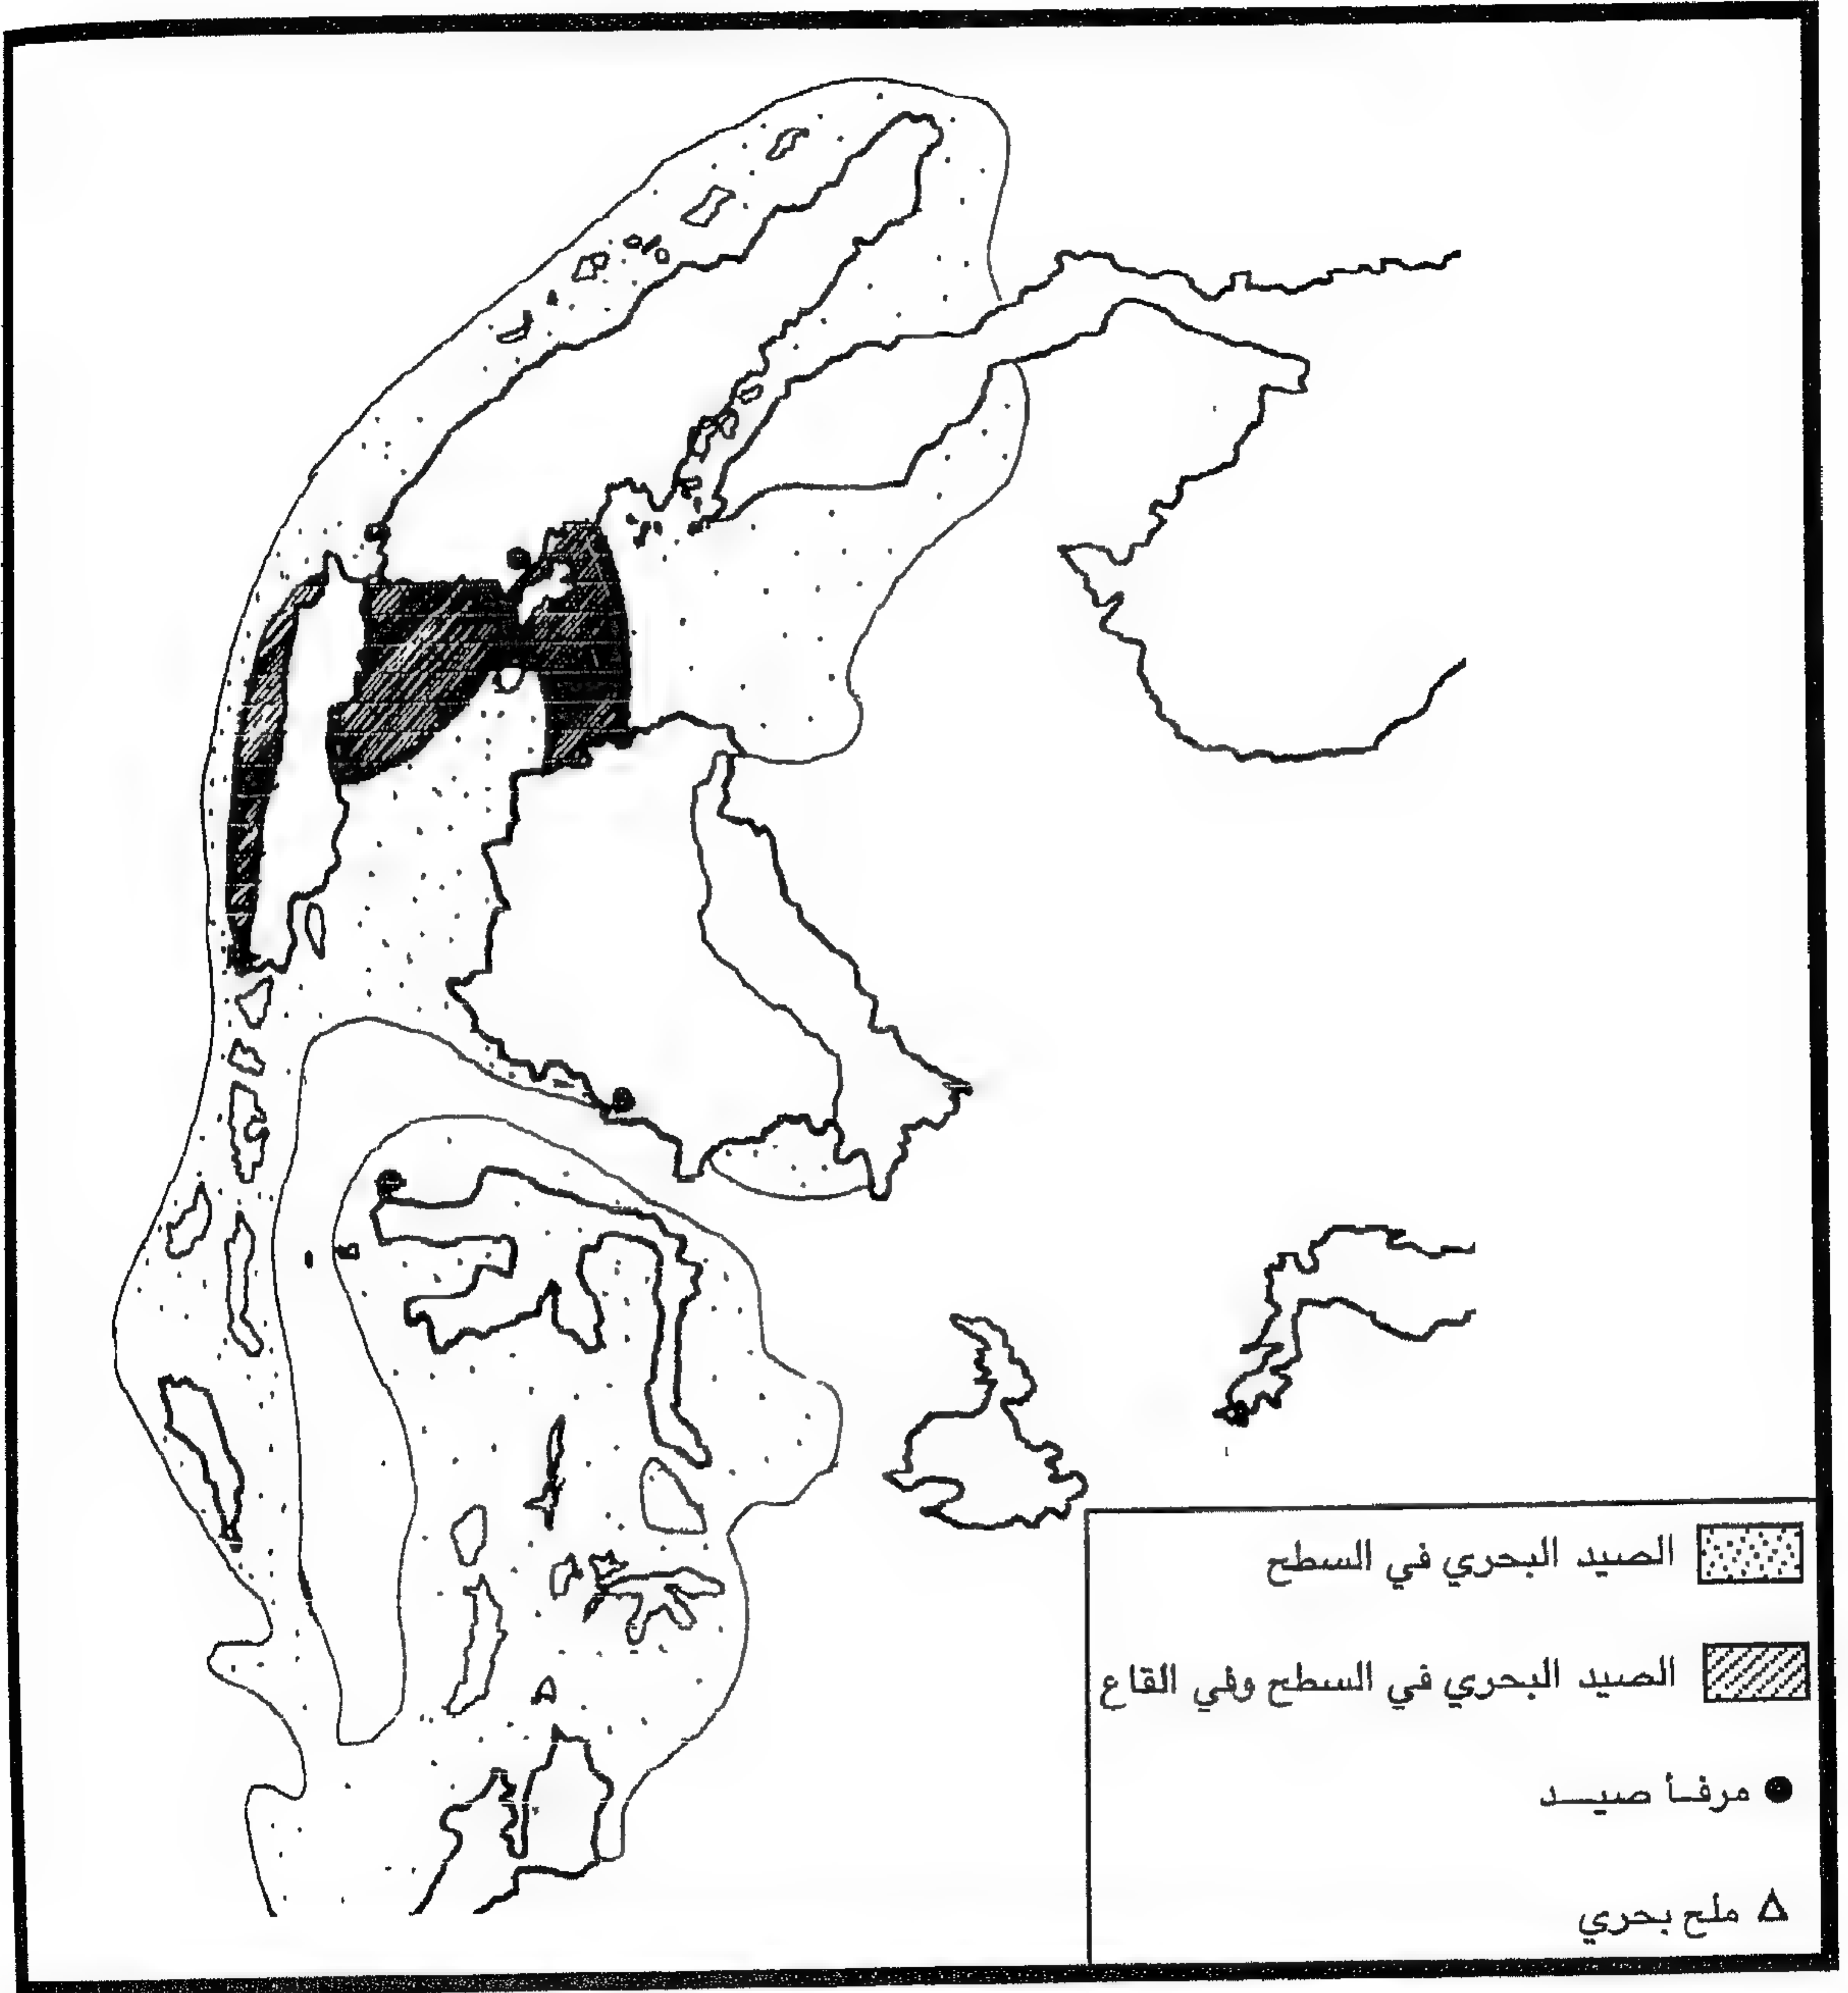 الصيد البحري في السطح
الصيد البحري في السطح وفي القاع
مرفأ صيد
ملح بحري